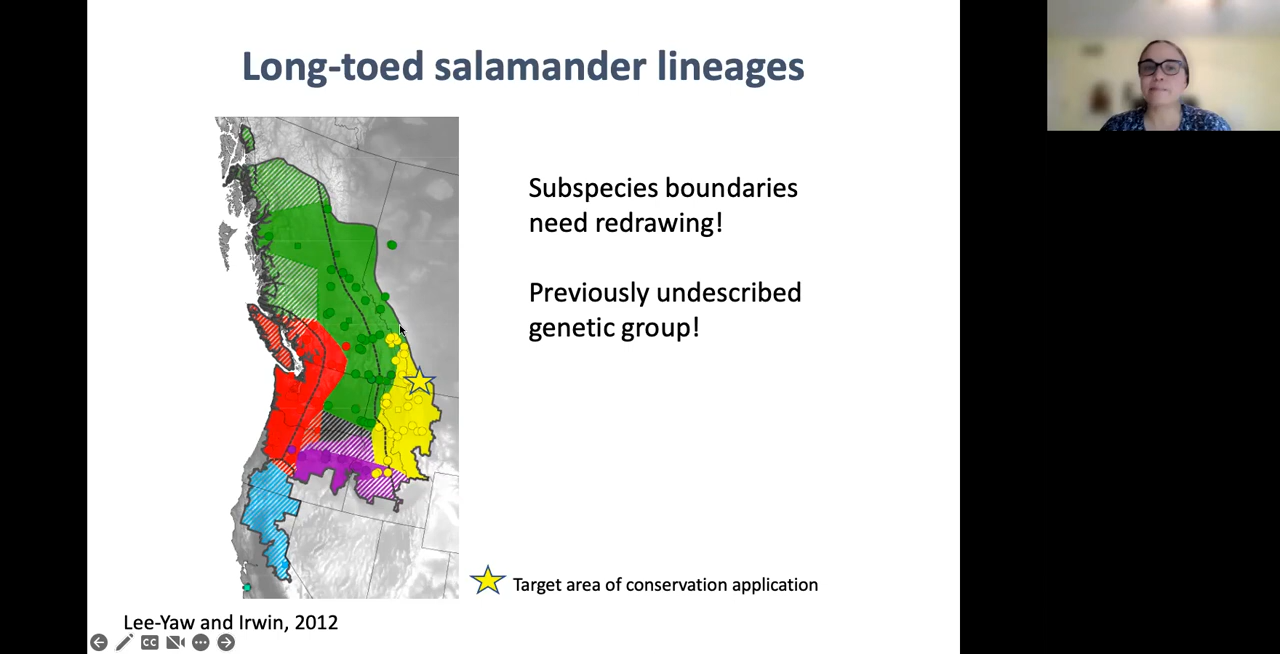 Long-toed salamander lineages
Subspecies boundaries
need redrawing!
Previously undescribed
genetic group!
Target area of conservation application
Lee-Yaw and Irwin, 2012
CC